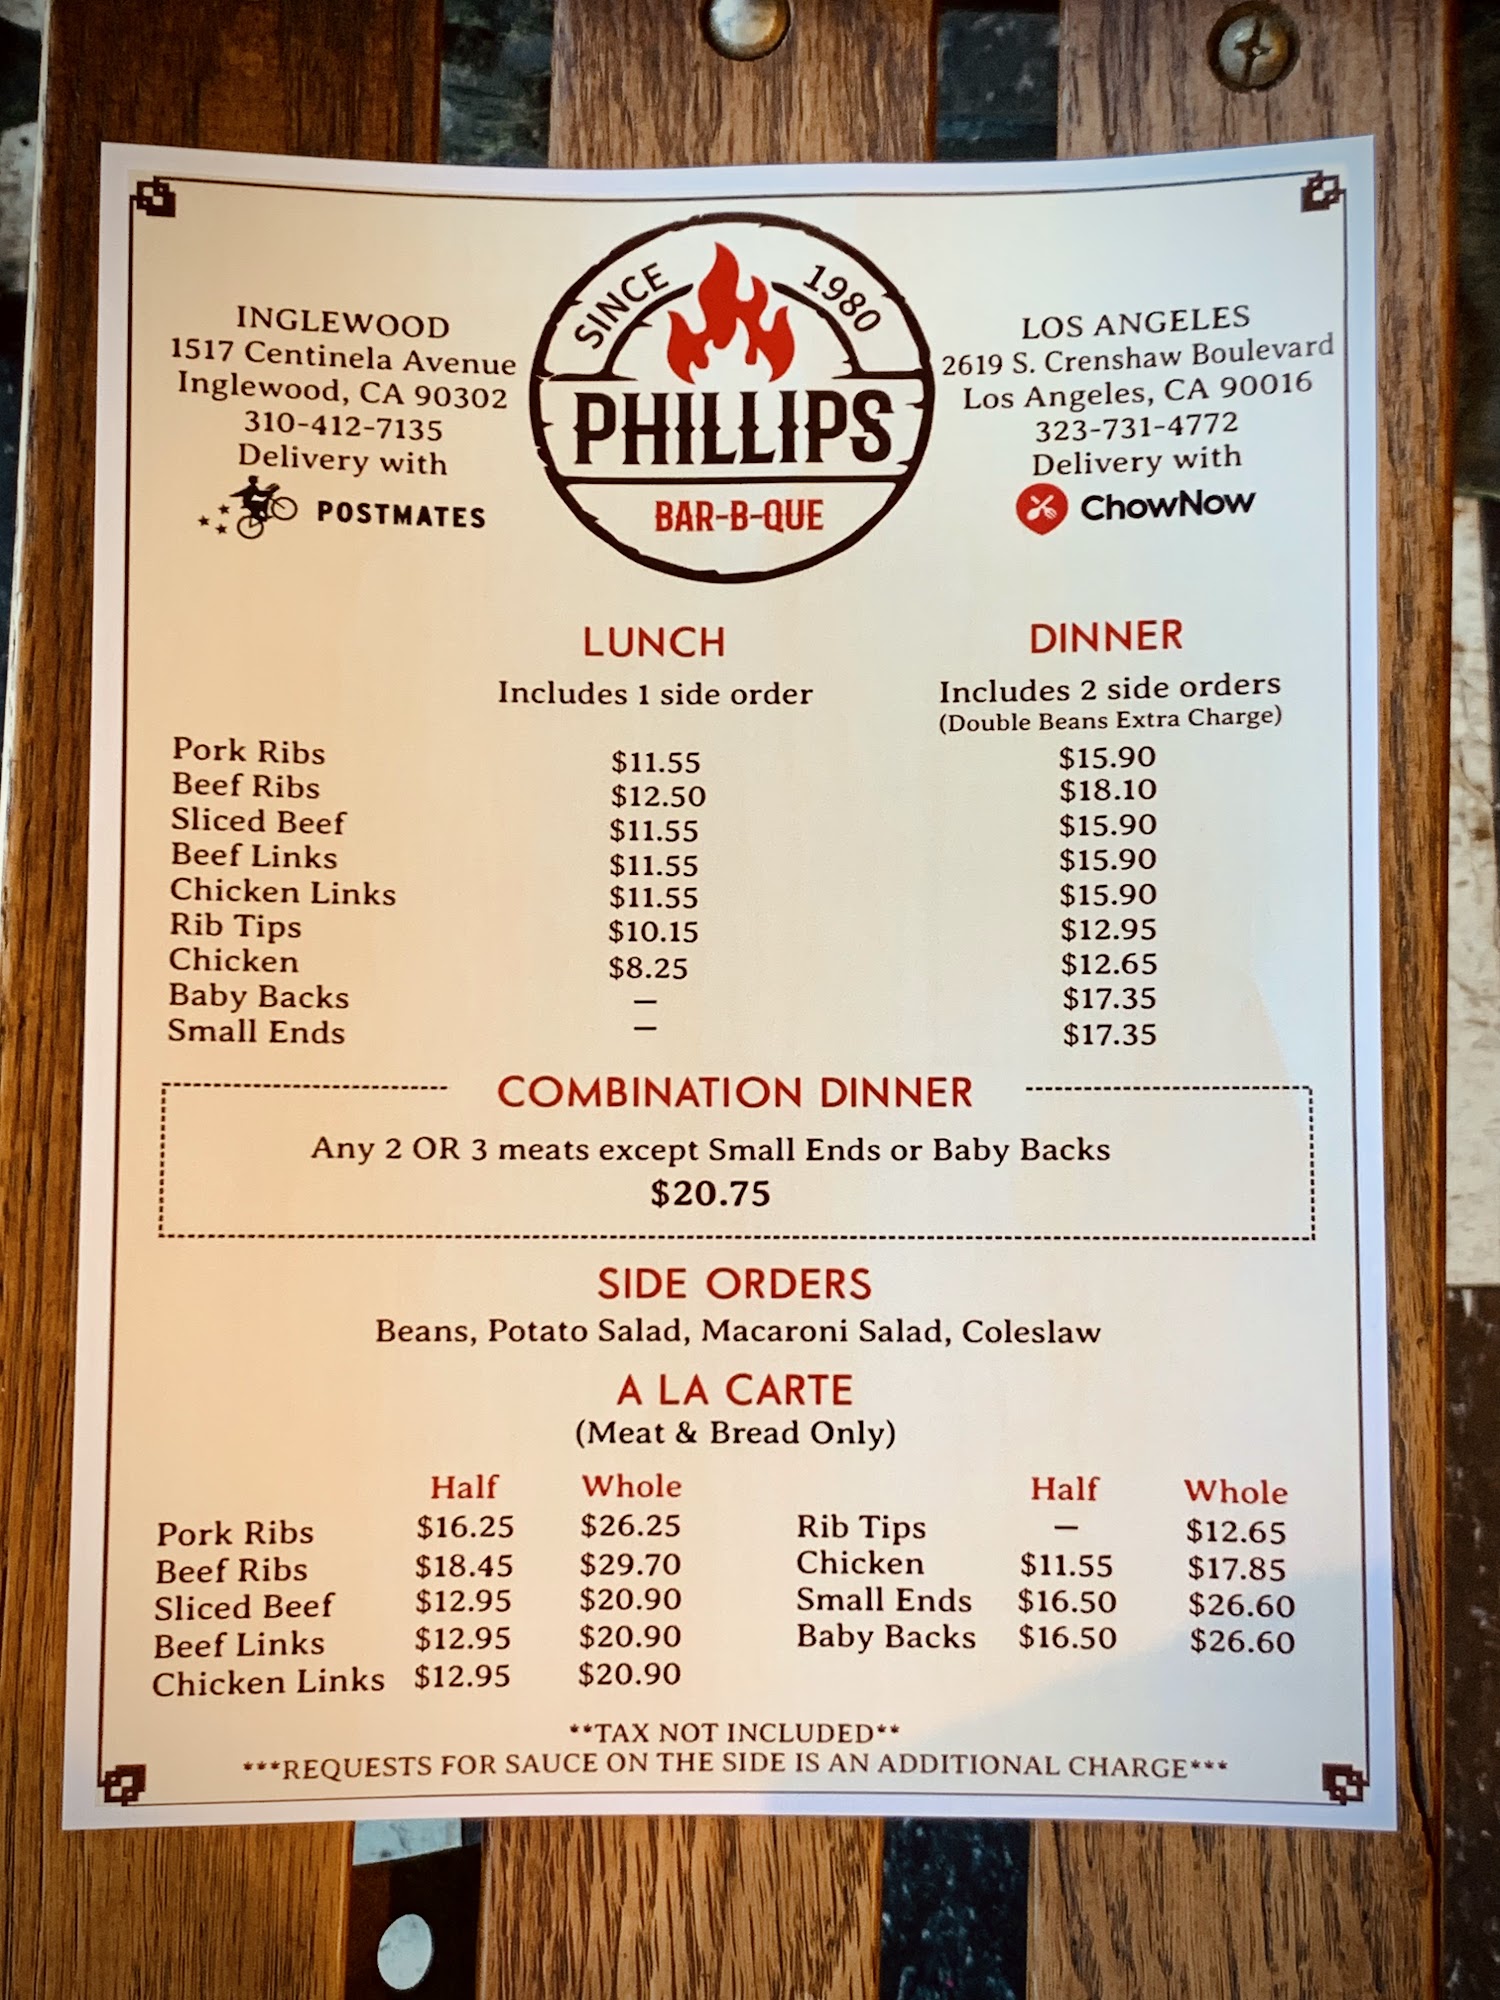 INGLEWOOD
1517 Centinela Avenue
Inglewood, CA 90302
310-412-7135
Delivery with
POSTMATES
SINCE 1980
PHILLIPS
BAR-B-QUE
LOS ANGELES
2619 S. Crenshaw Boulevard
Los Angeles, CA 90016
323-731-4772
Delivery with
ChowNow
LUNCH DINNER
Includes 1 side order Includes 2 side orders
(Double Beans Extra Charge)
Pork Ribs $11.55 $15.90
Beef Ribs $12.50 $18.10
Sliced Beef $11.55 $15.90
Beef Links $11.55 $15.90
Chicken Links $11.55 $15.90
Rib Tips $10.15 $12.95
Chicken $8.25 $12.65
Baby Backs – $17.35
Small Ends – $17.35
COMBINATION DINNER
Any 2 OR 3 meats except Small Ends or Baby Backs
$20.75
SIDE ORDERS
Beans, Potato Salad, Macaroni Salad, Coleslaw
A LA CARTE
(Meat & Bread Only)
Half Whole
Pork Ribs $16.25 $26.25
Beef Ribs $18.45 $29.70
Sliced Beef $12.95 $20.90
Beef Links $12.95 $20.90
Chicken Links $12.95 $20.90
Half Whole
Rib Tips – $12.65
Chicken $11.55 $17.85
Small Ends $16.50 $26.60
Baby Backs $16.50 $26.60
**TAX NOT INCLUDED**
***REQUESTS FOR SAUCE ON THE SIDE IS AN ADDITIONAL CHARGE***